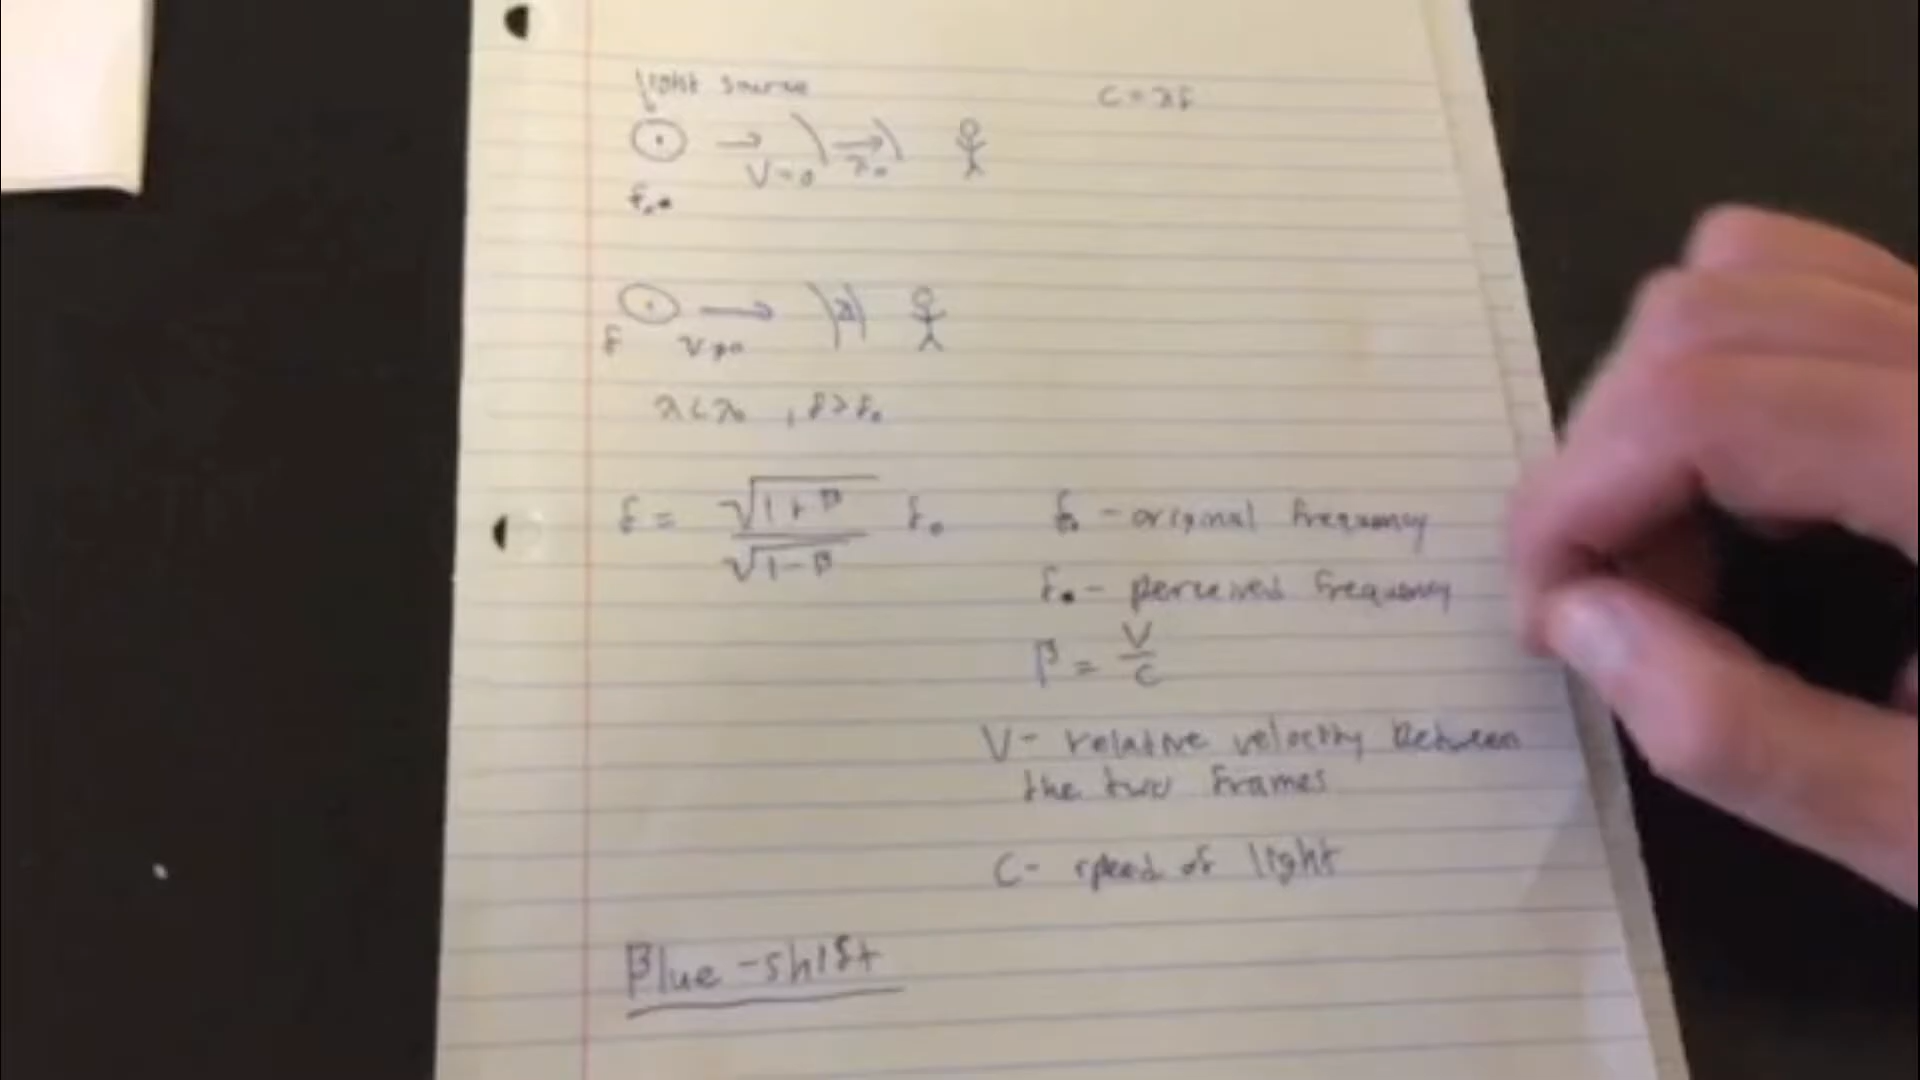 light source
c = λf
V=0
λ₀
f₀
λ
f
V≠0
λ<λ₀ , f>f₀
f = √1+β / √1-β f₀
f₀ - original frequency
f - perceived frequency
β = V/c
V- relative velocity between
the two frames
C- speed of light
Blue-shift